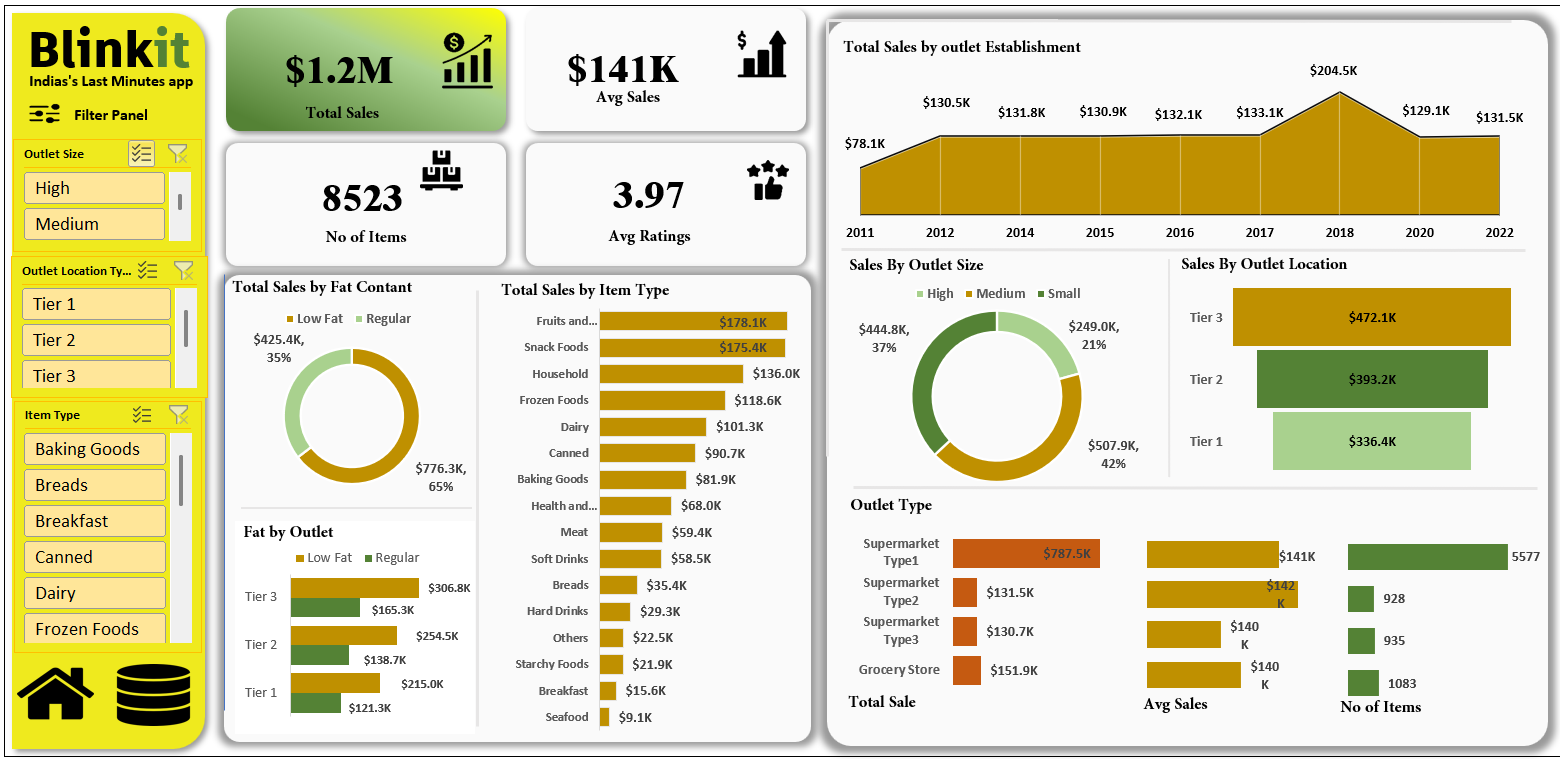 Blinkit
Indias's Last Minutes app
Filter Panel
Outlet Size
High
Medium
Outlet Location Ty...
Tier 1
Tier 2
Tier 3
Item Type
Baking Goods
Breads
Breakfast
Canned
Dairy
Frozen Foods
$1.2M
Total Sales
$141K
Avg Sales
8523
No of Items
3.97
Avg Ratings
Total Sales by Fat Contant
Low Fat Regular
$425.4K,
35%
$776.3K,
65%
Fat by Outlet
Low Fat Regular
Tier 3 $306.8K
$165.3K
Tier 2 $254.5K
$138.7K
Tier 1 $215.0K
$121.3K
Total Sales by Item Type
Fruits and... $178.1K
Snack Foods $175.4K
Household $136.0K
Frozen Foods $118.6K
Dairy $101.3K
Canned $90.7K
Baking Goods $81.9K
Health and... $68.0K
Meat $59.4K
Soft Drinks $58.5K
Breads $35.4K
Hard Drinks $29.3K
Others $22.5K
Starchy Foods $21.9K
Breakfast $15.6K
Seafood $9.1K
Total Sales by outlet Establishment
$78.1K $130.5K $131.8K $130.9K $132.1K $133.1K $204.5K $129.1K $131.5K
2011 2012 2014 2015 2016 2017 2018 2020 2022
Sales By Outlet Size
High Medium Small
$444.8K,
37%
$249.0K,
21%
$507.9K,
42%
Sales By Outlet Location
Tier 3 $472.1K
Tier 2 $393.2K
Tier 1 $336.4K
Outlet Type
Supermarket
Type1
$787.5K
Supermarket
Type2
$131.5K
Supermarket
Type3
$130.7K
Grocery Store $151.9K
Total Sale
$141K
$142
K
$140
K
$140
K
Avg Sales
5577
928
935
1083
No of Items